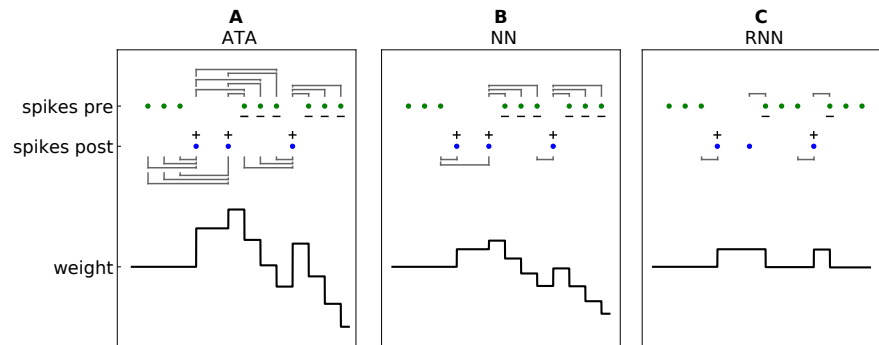 A
ATA
B
NN
C
RNN
spikes pre
− − − − − −
− − − − − −
−
−
+ + +
+ + +
+ +
spikes post
weight